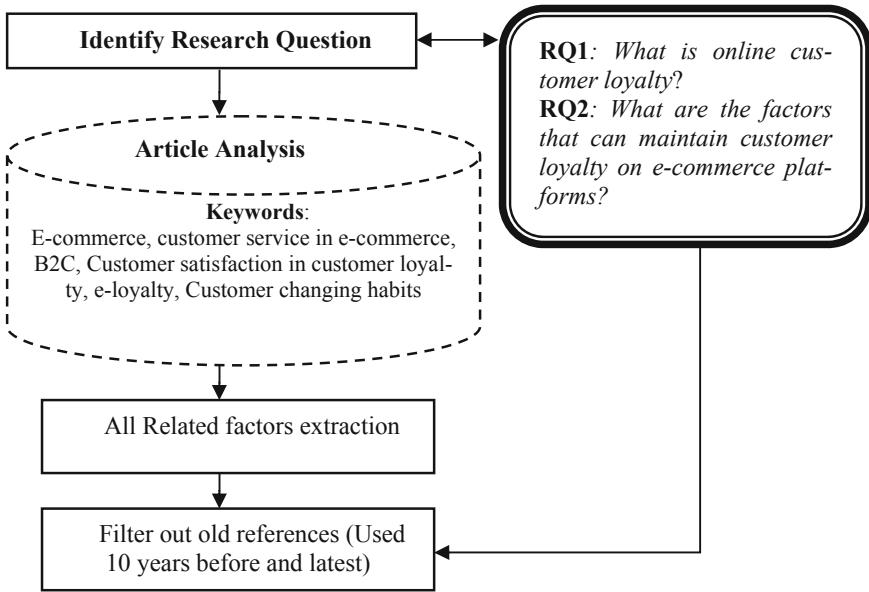 Identify Research Question
RQ1: What is online cus-
tomer loyalty?
RQ2: What are the factors
that can maintain customer
loyalty on e-commerce plat-
forms?
Article Analysis
Keywords:
E-commerce, customer service in e-commerce,
B2C, Customer satisfaction in customer loyal-
ty, e-loyalty, Customer changing habits
All Related factors extraction
Filter out old references (Used
10 years before and latest)